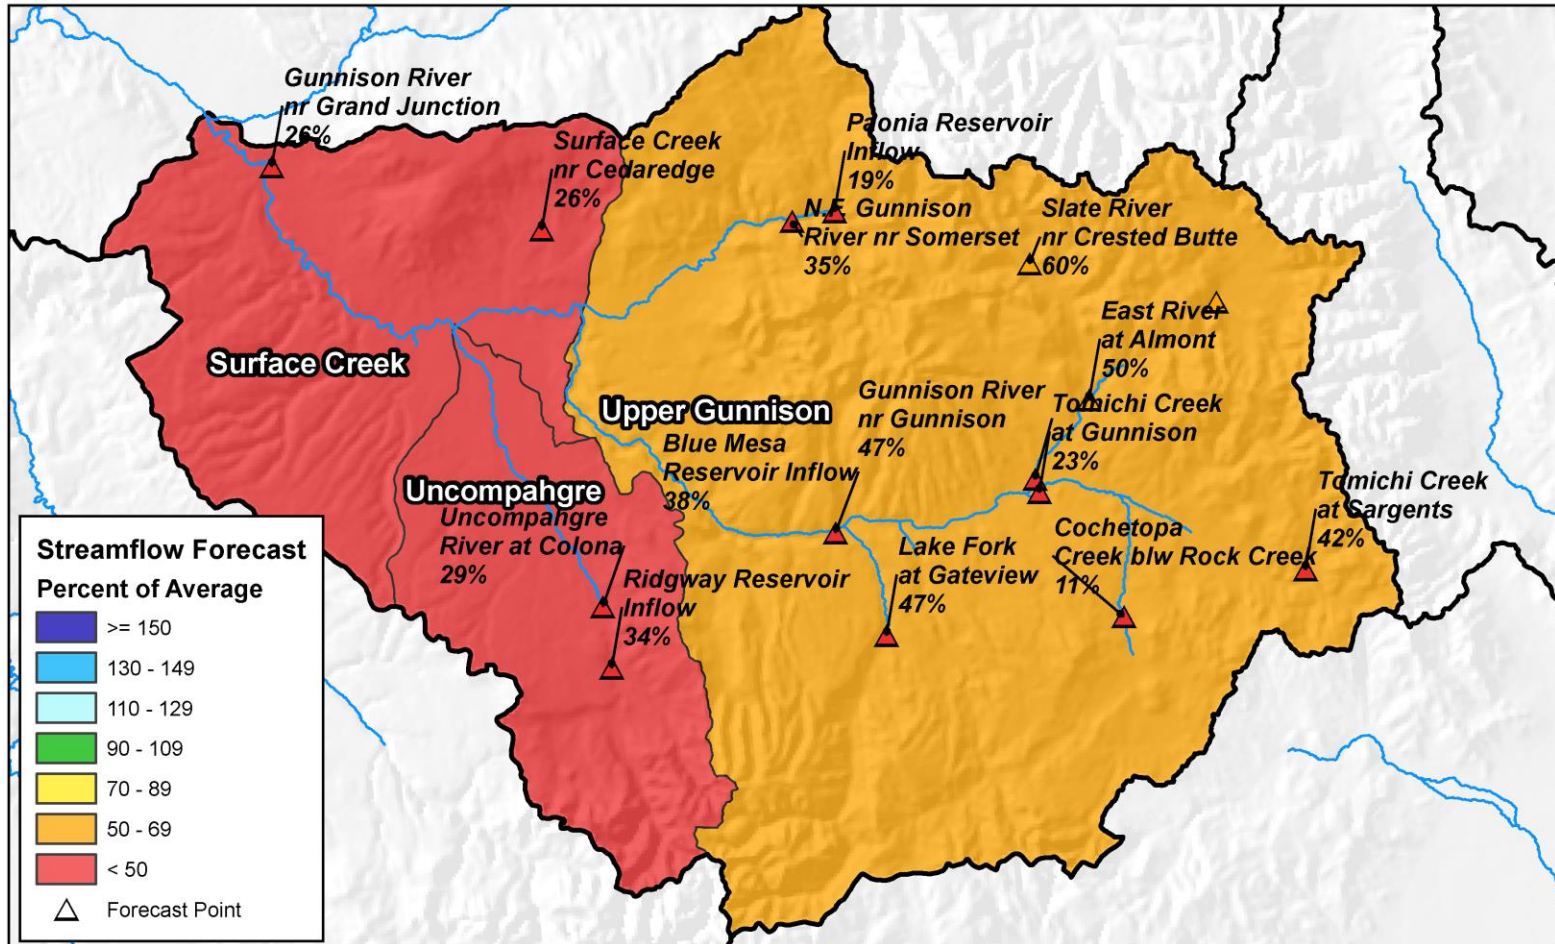 Gunnison River
nr Grand Junction
26%
Surface Creek
nr Cedaredge
26%
Paonia Reservoir
Inflow
19%
N.F. Gunnison
River nr Somerset
35%
Slate River
nr Crested Butte
60%
East River
at Almont
50%
Surface Creek
Upper Gunnison
Gunnison River
nr Gunnison
47%
Tomichi Creek
at Gunnison
23%
Blue Mesa
Reservoir Inflow
38%
Tomichi Creek
at Sargents
42%
Uncompahgre
Uncompahgre
River at Colona
29%
Ridgway Reservoir
Inflow
34%
Lake Fork
at Gateview
47%
Cochetopa
Creek blw Rock Creek
11%
Streamflow Forecast
Percent of Average
>= 150
130 - 149
110 - 129
90 - 109
70 - 89
50 - 69
< 50
Forecast Point